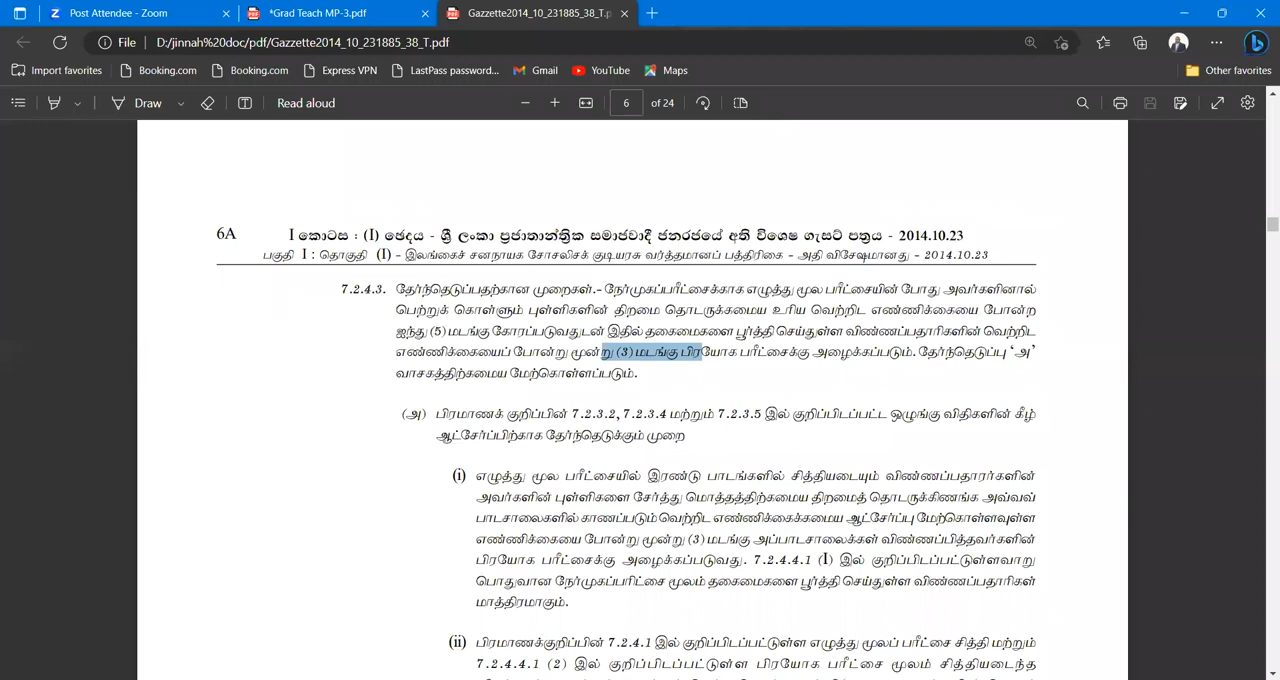 Post Attendee - Zoom
*Grad Teach MP-3.pdf
Gazzette2014_10_231885_38_T.p
File
D:/jinnah%20doc/pdf/Gazzette2014_10_231885_38_T.pdf
Import favorites
Booking.com
Booking.com
Express VPN
LastPass password...
Gmail
YouTube
Maps
Other favorites
Draw
Read aloud
6
of 24
6A
I කොටස : (I) ඡෙදය - ශ්‍රී ලංකා ප්‍රජාතාන්ත්‍රික සමාජවාදී ජනරජයේ අති විශෙෂ ගැසට් පත්‍රය - 2014.10.23
பகுதி I : தொகுதி (I) - இலங்கைச் சனநாயக சோசலிசக் குடியரசு வர்த்தமானப் பத்திரிகை - அதி விசேஷமானது - 2014.10.23
7.2.4.3. தேர்ந்தெடுப்பதற்கான முறைகள்.- நேர்முகப்பரீட்சைக்காக எழுத்து மூல பரீட்சையின் போது அவர்களினால்
பெற்றுக் கொள்ளும் புள்ளிகளின் திறமை தொடருக்கமைய உரிய வெற்றிட எண்ணிக்கையை போன்ற
ஐந்து (5) மடங்கு கோரப்படுவதுடன் இதில் தகைமைகளை பூர்த்தி செய்துள்ள விண்ணப்பதாரிகளின் வெற்றிட
எண்ணிக்கையைப் போன்று மூன்று (3) மடங்கு பிரயோக பரீட்சைக்கு அழைக்கப்படும். தேர்ந்தெடுப்பு ‘அ’
வாசகத்திற்கமைய மேற்கொள்ளப்படும்.
(அ) பிரமாணக் குறிப்பின் 7.2.3.2, 7.2.3.4 மற்றும் 7.2.3.5 இல் குறிப்பிடப்பட்ட ஒழுங்கு விதிகளின் கீழ்
ஆட்சேர்ப்பிற்காக தேர்ந்தெடுக்கும் முறை
(i) எழுத்து மூல பரீட்சையில் இரண்டு பாடங்களில் சித்தியடையும் விண்ணப்பதாரர்களின்
அவர்களின் புள்ளிகளை சேர்த்து மொத்தத்திற்கமைய திறமைத் தொடருக்கிணங்க அவ்வவ்
பாடசாலைகளில் காணப்படும் வெற்றிட எண்ணிக்கைக்கமைய ஆட்சேர்ப்பு மேற்கொள்ளவுள்ள
எண்ணிக்கையை போன்று மூன்று (3) மடங்கு அப்பாடசாலைக்கள் விண்ணப்பித்தவர்களின்
பிரயோக பரீட்சைக்கு அழைக்கப்படுவது. 7.2.4.4.1 (I) இல் குறிப்பிடப்பட்டுள்ளவாறு
பொதுவான நேர்முகப்பரிட்சை மூலம் தகைமைகளை பூர்த்தி செய்துள்ள விண்ணப்பதாரிகள்
மாத்திரமாகும்.
(ii) பிரமாணக்குறிப்பின் 7.2.4.1 இல் குறிப்பிடப்பட்டுள்ள எழுத்து மூலப் பரீட்சை சித்தி மற்றும்
7.2.4.4.1 (2) இல் குறிப்பிடப்பட்டுள்ள பிரயோக பரீட்சை மூலம் சித்தியடைந்த